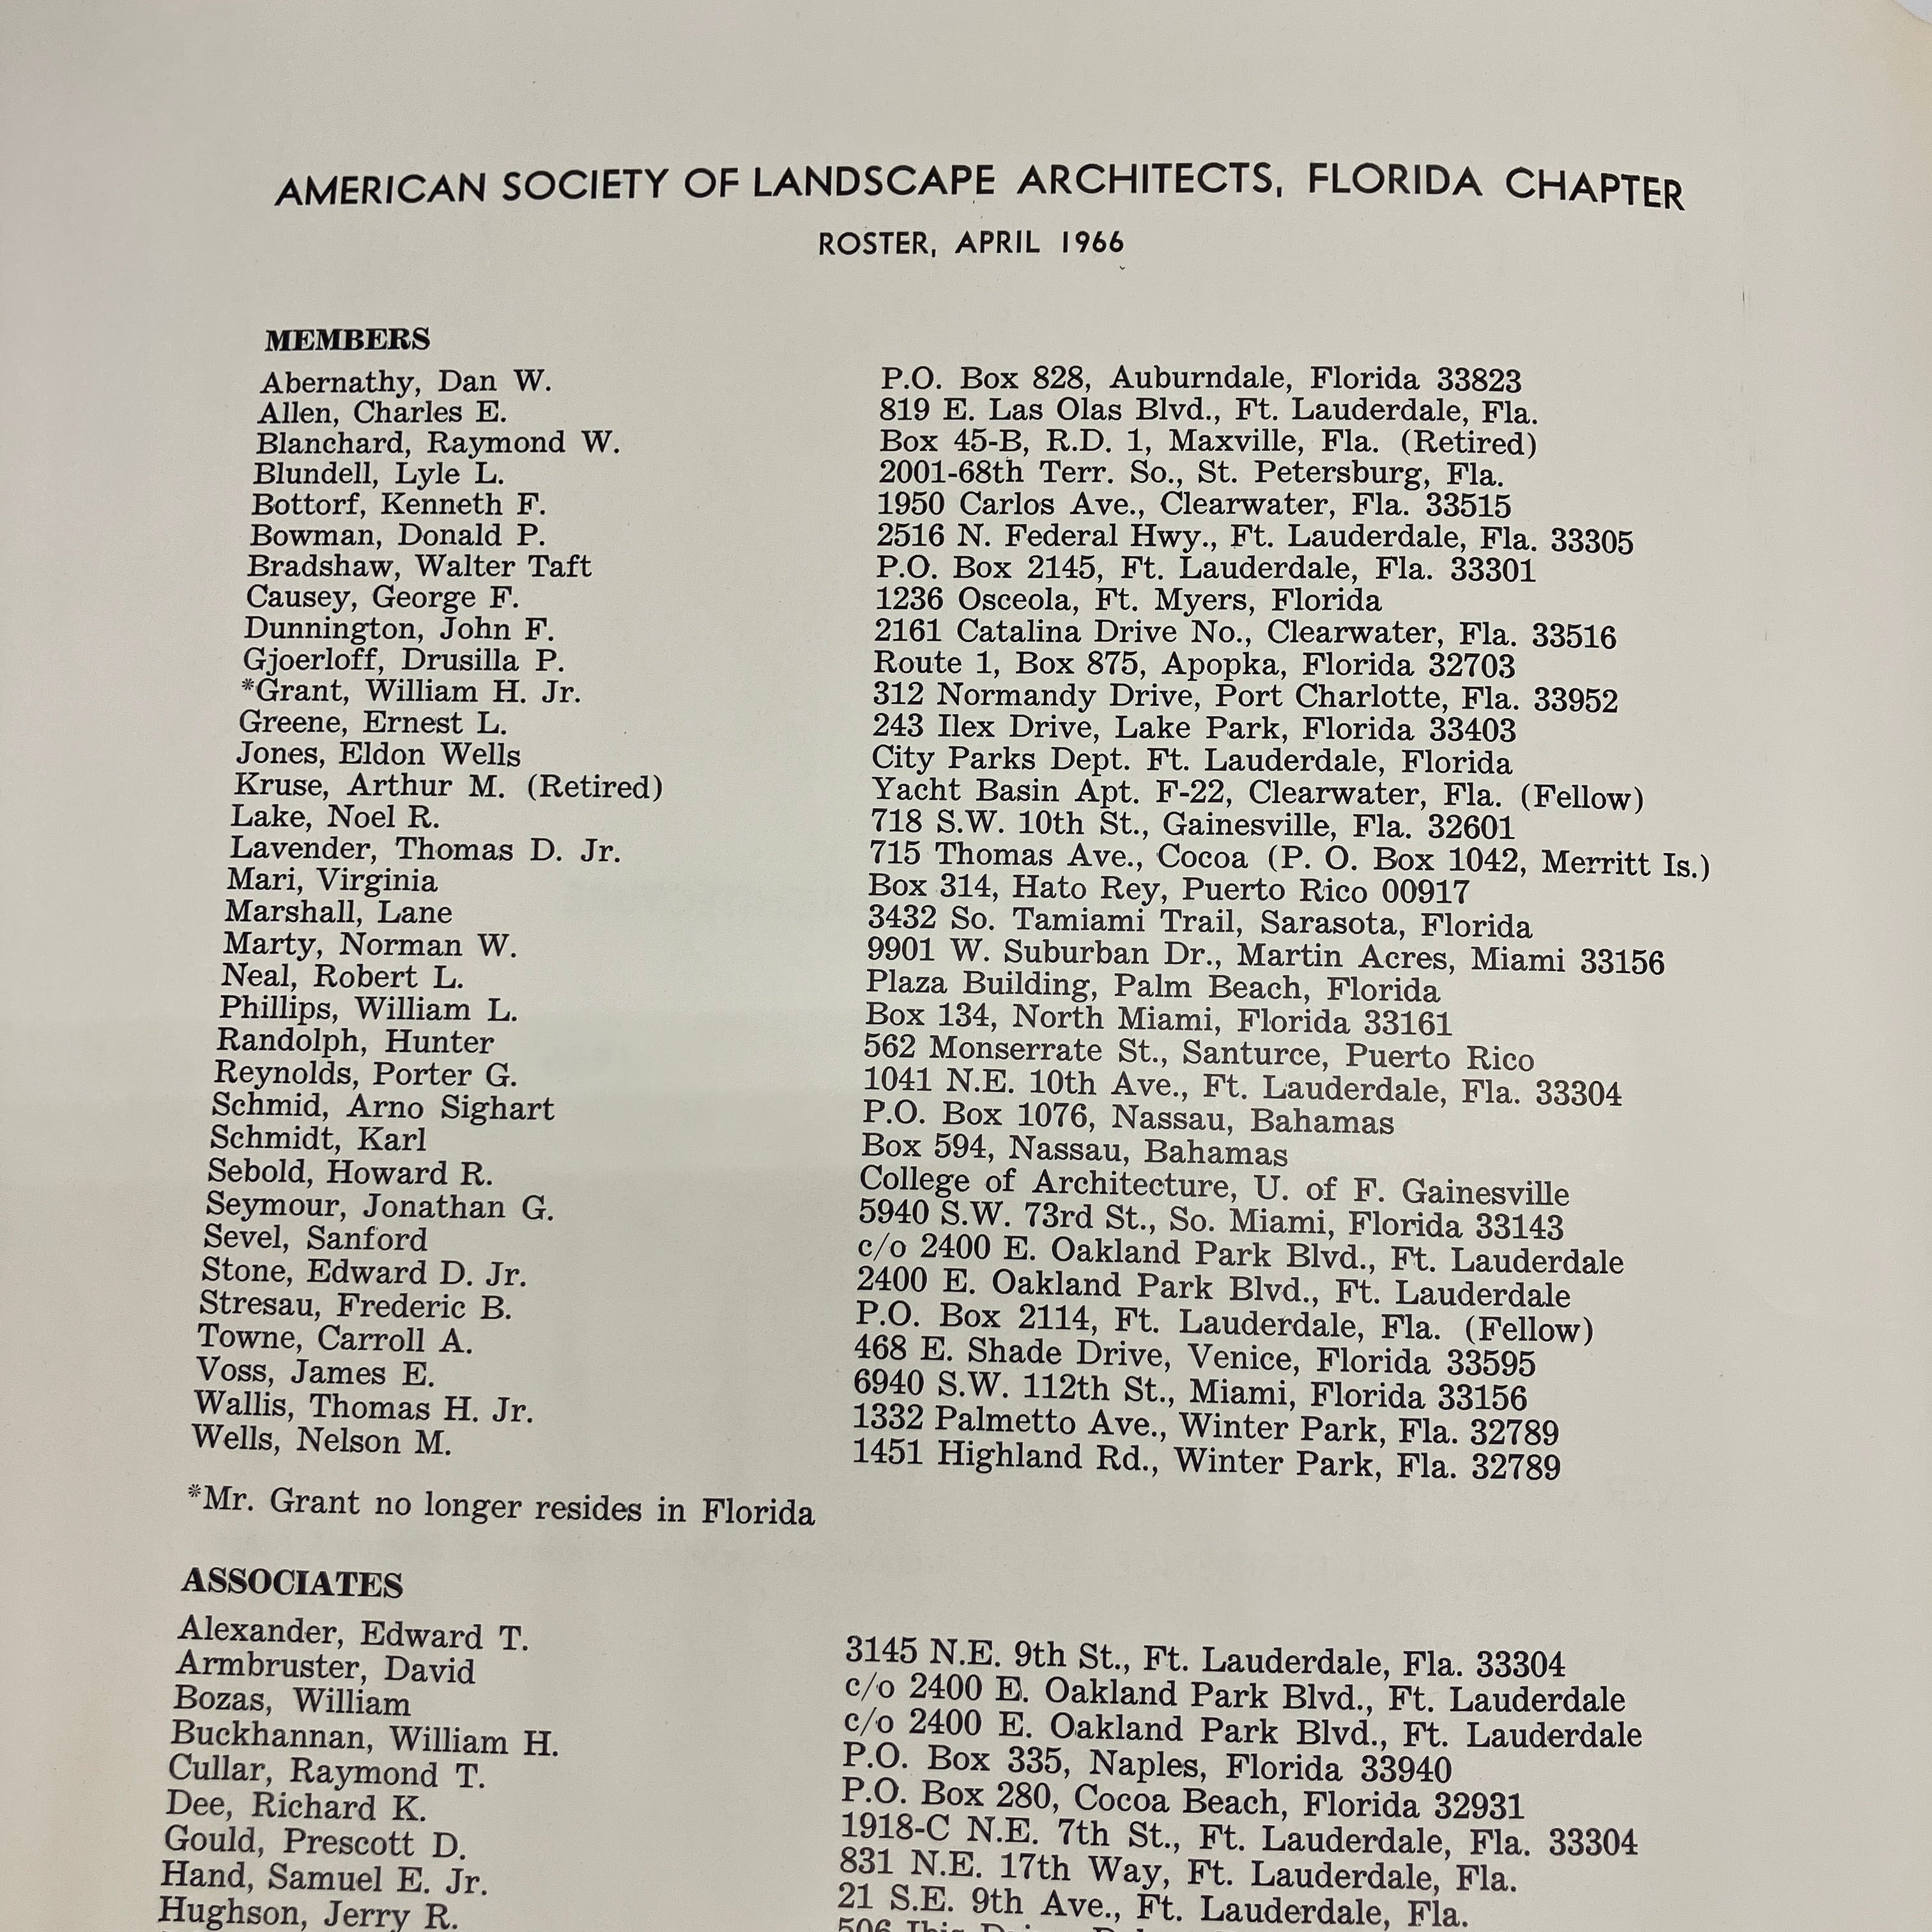 AMERICAN SOCIETY OF LANDSCAPE ARCHITECTS, FLORIDA CHAPTER
ROSTER, APRIL 1966
MEMBERS
Abernathy, Dan W. P.O. Box 828, Auburndale, Florida 33823
Allen, Charles E. 819 E. Las Olas Blvd., Ft. Lauderdale, Fla.
Blanchard, Raymond W. Box 45-B, R.D. 1, Maxville, Fla. (Retired)
Blundell, Lyle L. 2001-68th Terr. So., St. Petersburg, Fla.
Bottorf, Kenneth F. 1950 Carlos Ave., Clearwater, Fla. 33515
Bowman, Donald P. 2516 N. Federal Hwy., Ft. Lauderdale, Fla. 33305
Bradshaw, Walter Taft P.O. Box 2145, Ft. Lauderdale, Fla. 33301
Causey, George F. 1236 Osceola, Ft. Myers, Florida
Dunnington, John F. 2161 Catalina Drive No., Clearwater, Fla. 33516
Gjoerloff, Drusilla P. Route 1, Box 875, Apopka, Florida 32703
*Grant, William H. Jr. 312 Normandy Drive, Port Charlotte, Fla. 33952
Greene, Ernest L. 243 Ilex Drive, Lake Park, Florida 33403
Jones, Eldon Wells City Parks Dept. Ft. Lauderdale, Florida
Kruse, Arthur M. (Retired) Yacht Basin Apt. F-22, Clearwater, Fla. (Fellow)
Lake, Noel R. 718 S.W. 10th St., Gainesville, Fla. 32601
Lavender, Thomas D. Jr. 715 Thomas Ave., Cocoa (P. O. Box 1042, Merritt Is.)
Mari, Virginia Box 314, Hato Rey, Puerto Rico 00917
Marshall, Lane 3432 So. Tamiami Trail, Sarasota, Florida
Marty, Norman W. 9901 W. Suburban Dr., Martin Acres, Miami 33156
Neal, Robert L. Plaza Building, Palm Beach, Florida
Phillips, William L. Box 134, North Miami, Florida 33161
Randolph, Hunter 562 Monserrate St., Santurce, Puerto Rico
Reynolds, Porter G. 1041 N.E. 10th Ave., Ft. Lauderdale, Fla. 33304
Schmid, Arno Sighart P.O. Box 1076, Nassau, Bahamas
Schmidt, Karl Box 594, Nassau, Bahamas
Sebold, Howard R. College of Architecture, U. of F. Gainesville
Seymour, Jonathan G. 5940 S.W. 73rd St., So. Miami, Florida 33143
Sevel, Sanford c/o 2400 E. Oakland Park Blvd., Ft. Lauderdale
Stone, Edward D. Jr. 2400 E. Oakland Park Blvd., Ft. Lauderdale
Stresau, Frederic B. P.O. Box 2114, Ft. Lauderdale, Fla. (Fellow)
Towne, Carroll A. 468 E. Shade Drive, Venice, Florida 33595
Voss, James E. 6940 S.W. 112th St., Miami, Florida 33156
Wallis, Thomas H. Jr. 1332 Palmetto Ave., Winter Park, Fla. 32789
Wells, Nelson M. 1451 Highland Rd., Winter Park, Fla. 32789
*Mr. Grant no longer resides in Florida
ASSOCIATES
Alexander, Edward T. 3145 N.E. 9th St., Ft. Lauderdale, Fla. 33304
Armbruster, David c/o 2400 E. Oakland Park Blvd., Ft. Lauderdale
Bozas, William c/o 2400 E. Oakland Park Blvd., Ft. Lauderdale
Buckhannan, William H. P.O. Box 335, Naples, Florida 33940
Cullar, Raymond T. P.O. Box 280, Cocoa Beach, Florida 32931
Dee, Richard K. 1918-C N.E. 7th St., Ft. Lauderdale, Fla. 33304
Gould, Prescott D. 831 N.E. 17th Way, Ft. Lauderdale, Fla.
Hand, Samuel E. Jr. 21 S.E. 9th Ave., Ft. Lauderdale, Fla.
Hughson, Jerry R. 506